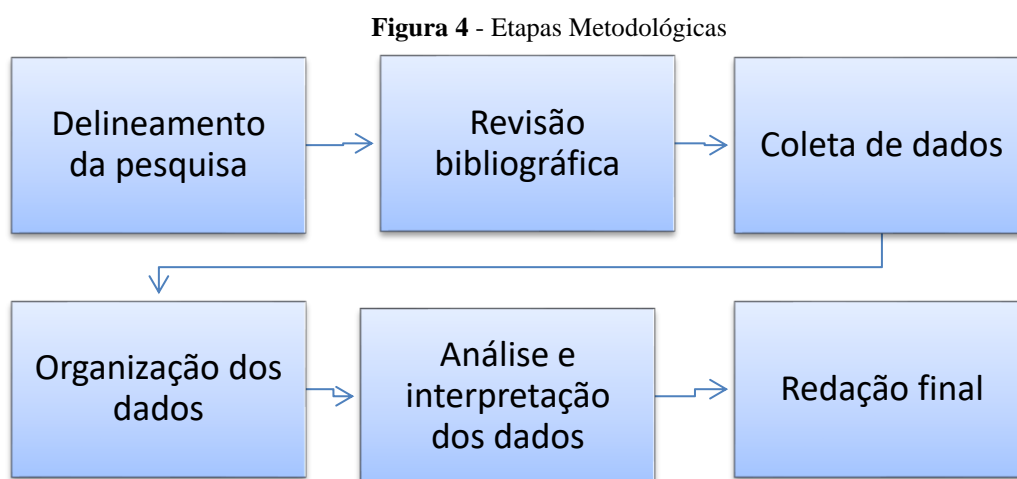 Figura 4 - Etapas Metodológicas
Delineamento
da pesquisa
Revisão
bibliográfica
Coleta de dados
Organização dos
dados
Análise e
interpretação
dos dados
Redação final